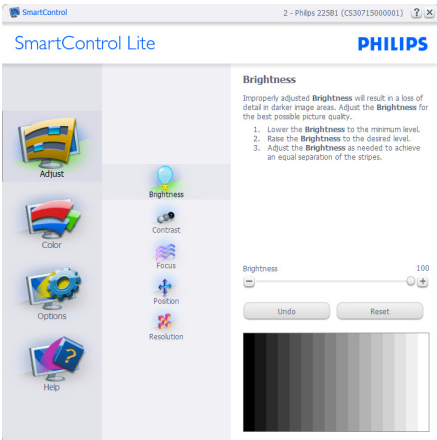 SmartControl
2 - Philips 225B1 (CS30715000001)
?
SmartControl Lite
PHILIPS
Adjust
Color
Options
Help
Brightness
Contrast
Focus
Position
Resolution
Brightness
Improperly adjusted Brightness will result in a loss of
detail in darker image areas. Adjust the Brightness for
the best possible picture quality.
1. Lower the Brightness to the minimum level.
2. Raise the Brightness to the desired level.
3. Adjust the Brightness as needed to achieve
an equal separation of the stripes.
Brightness 100
Undo Reset